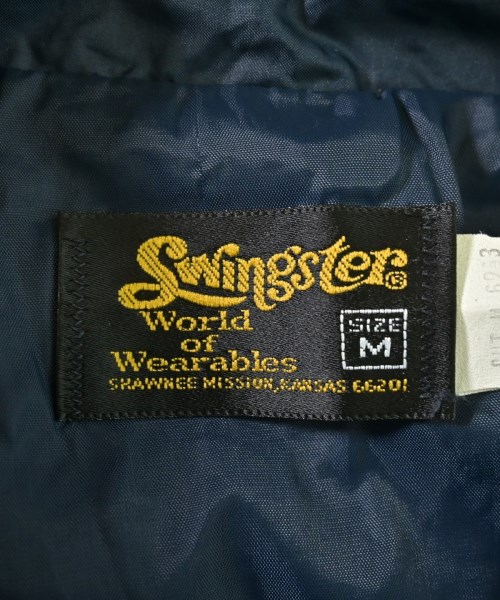 Swingster®
World
of
Wearables
SIZE
M
SHAWNEE MISSION, KANSAS 66201